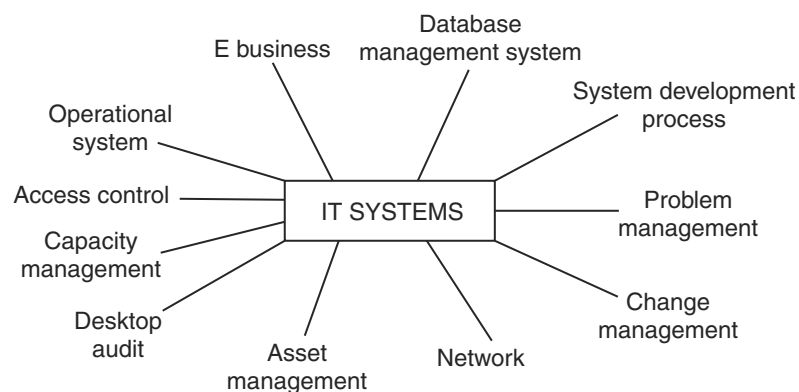 E business
Database
management system
System development
process
Operational
system
Access control
IT SYSTEMS
Problem
management
Capacity
management
Change
management
Desktop
audit
Asset
management
Network